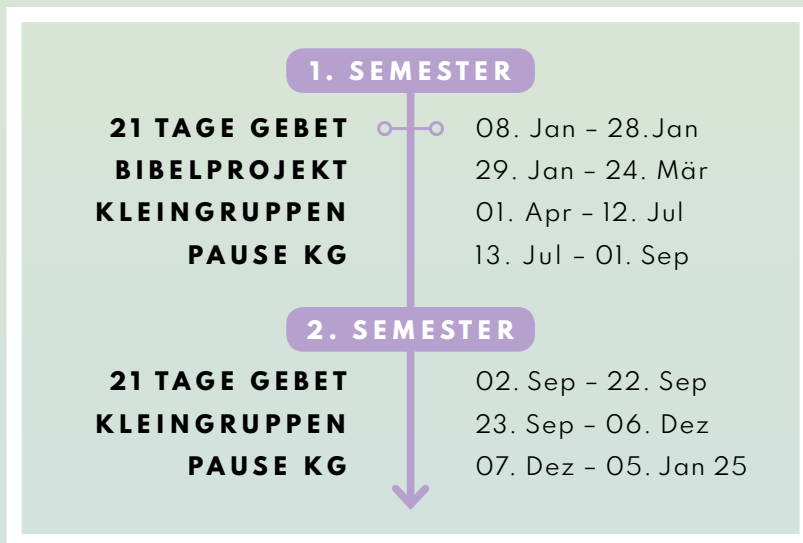 1. SEMESTER
21 TAGE GEBET 08. Jan – 28.Jan
BIBELPROJEKT 29. Jan – 24. Mär
KLEINGRUPPEN 01. Apr – 12. Jul
PAUSE KG 13. Jul – 01. Sep
2. SEMESTER
21 TAGE GEBET 02. Sep – 22. Sep
KLEINGRUPPEN 23. Sep – 06. Dez
PAUSE KG 07. Dez – 05. Jan 25